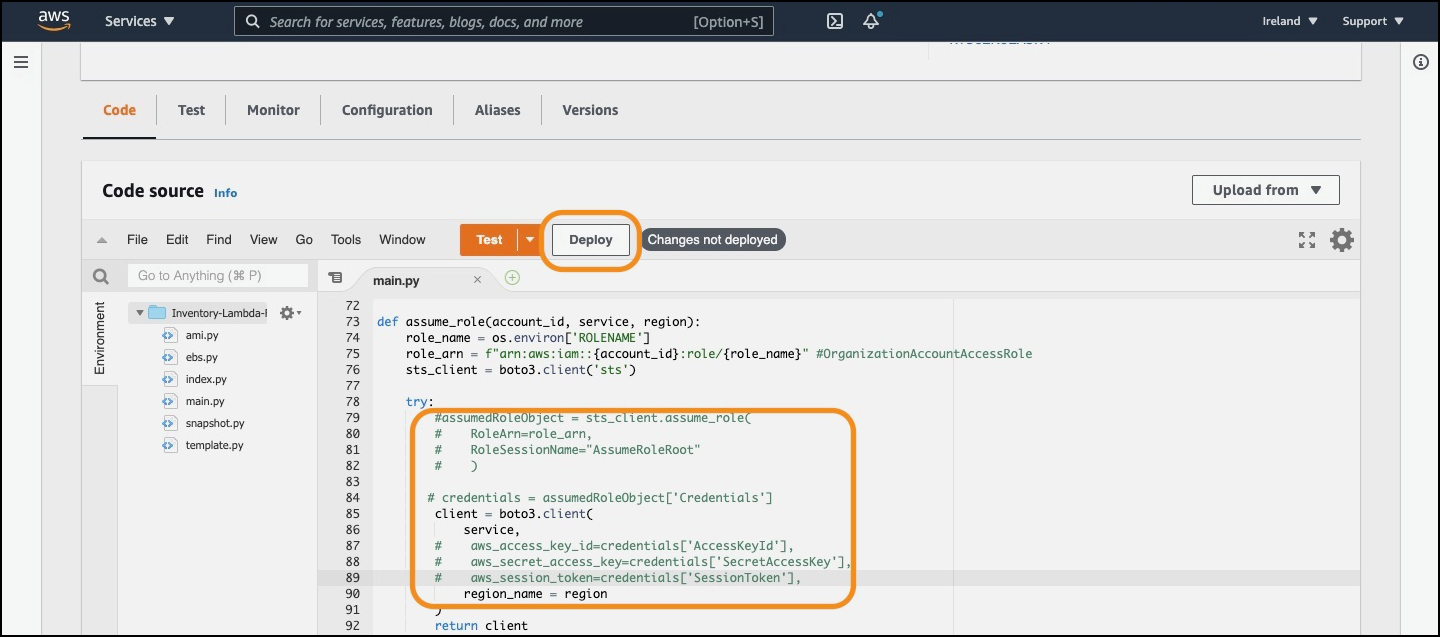 aws Services Search for services, features, blogs, docs, and more [Option+S] Ireland Support
Code Test Monitor Configuration Aliases Versions
Code source Info Upload from
File Edit Find View Go Tools Window Test Deploy Changes not deployed
Go to Anything (⌘ P) main.py
Environment
Inventory-Lambda-F
ami.py
ebs.py
index.py
main.py
snapshot.py
template.py
72
73 def assume_role(account_id, service, region):
74     role_name = os.environ['ROLENAME']
75     role_arn = f"arn:aws:iam::{account_id}:role/{role_name}" #OrganizationAccountAccessRole
76     sts_client = boto3.client('sts')
77
78     try:
79         #assumedRoleObject = sts_client.assume_role(
80         #    RoleArn=role_arn,
81         #    RoleSessionName="AssumeRoleRoot"
82         #    )
83
84        # credentials = assumedRoleObject['Credentials']
85         client = boto3.client(
86             service,
87         #    aws_access_key_id=credentials['AccessKeyId'],
88         #    aws_secret_access_key=credentials['SecretAccessKey'],
89         #    aws_session_token=credentials['SessionToken'],
90             region_name = region
91         )
92         return client